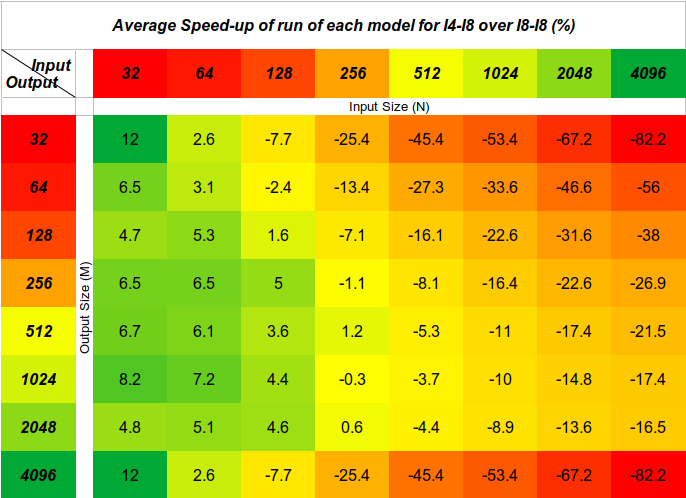 Average Speed-up of run of each model for I4-I8 over I8-I8 (%)
Input
Output
32 64 128 256 512 1024 2048 4096
Input Size (N)
Output Size (M)
32 12 2.6 -7.7 -25.4 -45.4 -53.4 -67.2 -82.2
64 6.5 3.1 -2.4 -13.4 -27.3 -33.6 -46.6 -56
128 4.7 5.3 1.6 -7.1 -16.1 -22.6 -31.6 -38
256 6.5 6.5 5 -1.1 -8.1 -16.4 -22.6 -26.9
512 6.7 6.1 3.6 1.2 -5.3 -11 -17.4 -21.5
1024 8.2 7.2 4.4 -0.3 -3.7 -10 -14.8 -17.4
2048 4.8 5.1 4.6 0.6 -4.4 -8.9 -13.6 -16.5
4096 12 2.6 -7.7 -25.4 -45.4 -53.4 -67.2 -82.2